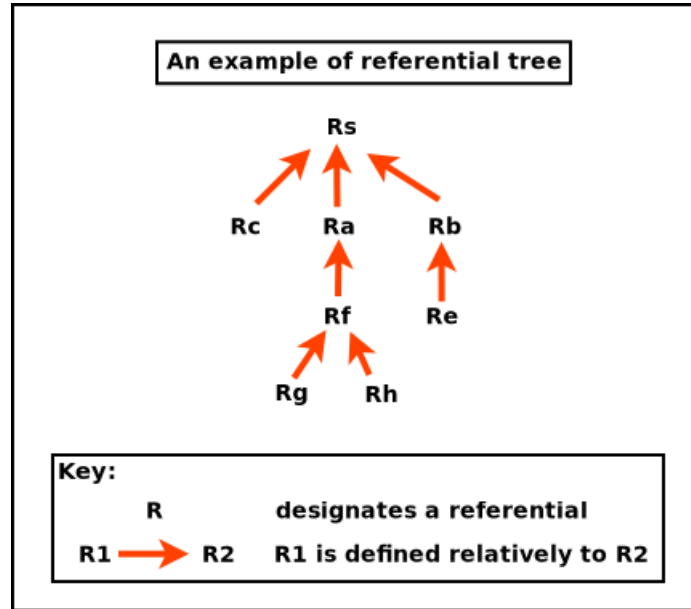 An example of referential tree
Rs
Rc Ra Rb
Rf Re
Rg Rh
Key:
R designates a referential
R1 R2 R1 is defined relatively to R2